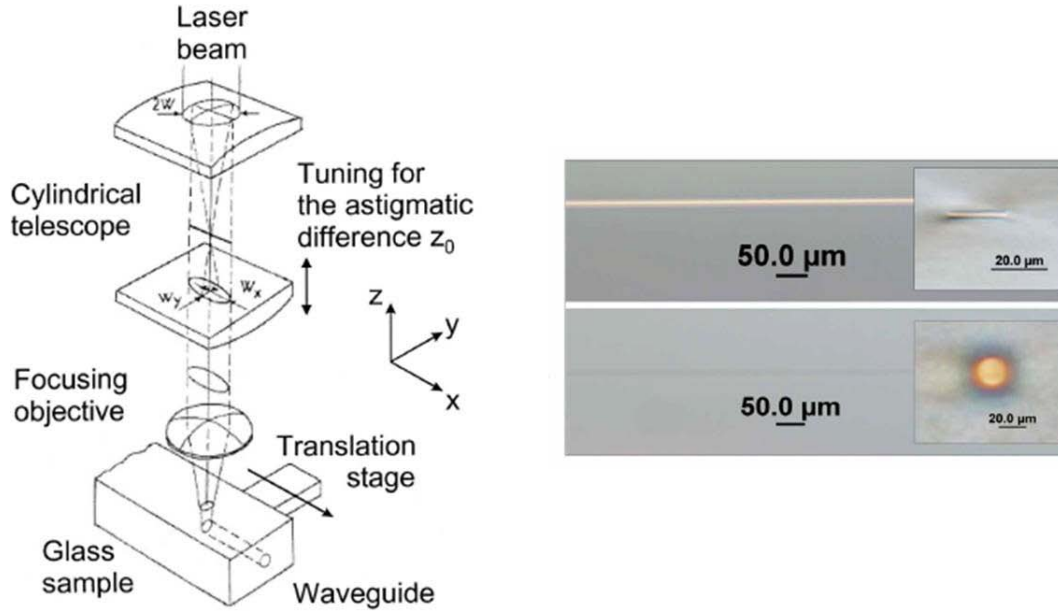 Laser
beam
2W
Cylindrical
telescope
Tuning for
the astigmatic
difference z₀
Wy
Wx
z
y
x
Focusing
objective
Translation
stage
Glass
sample
Waveguide
50.0 µm
20.0 µm
50.0 µm
20.0 µm